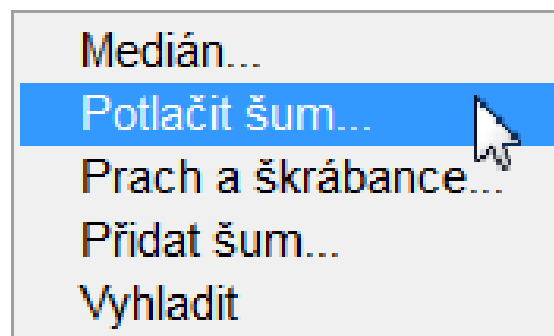 Medián...
Potlačit šum...
Prach a škrábance...
Přidat šum...
Vyhladit